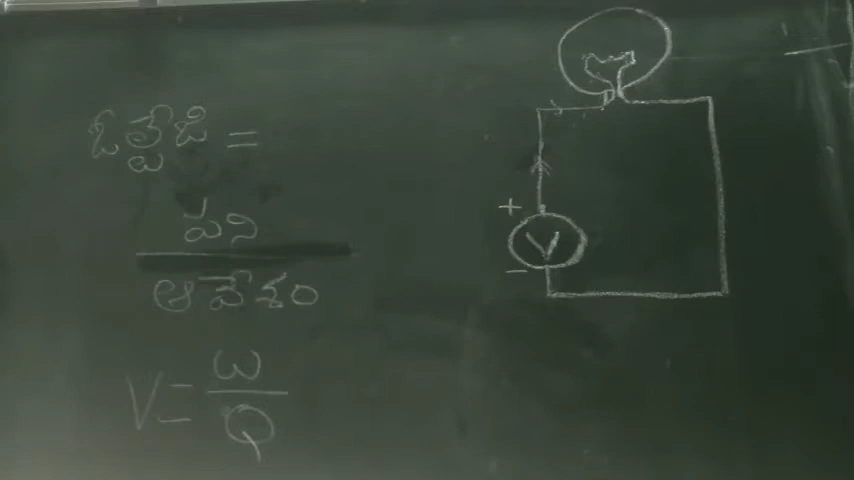 ఓల్టేజి =
పని
ఆవేశం
V = W
Q
+
V
−